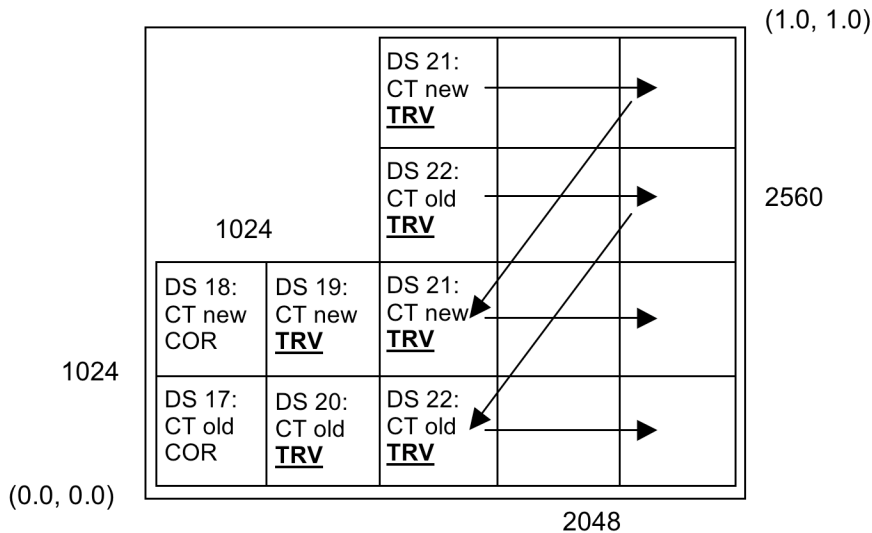 (1.0, 1.0)
DS 21:
CT new
TRV
DS 22:
CT old
TRV
2560
1024
DS 18:
CT new
COR
DS 19:
CT new
TRV
DS 21:
CT new
TRV
1024
DS 17:
CT old
COR
DS 20:
CT old
TRV
DS 22:
CT old
TRV
(0.0, 0.0)
2048